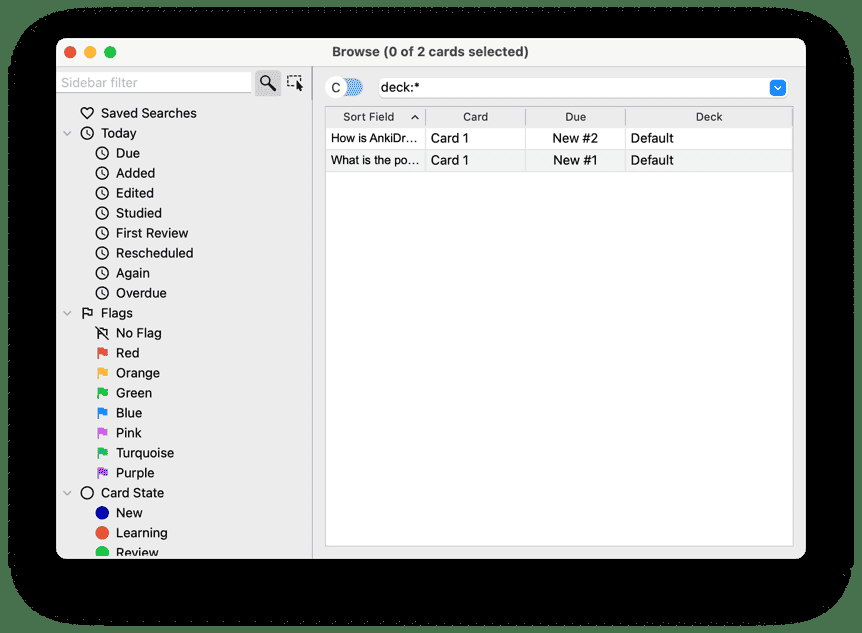 Browse (0 of 2 cards selected)
Sidebar filter
Saved Searches
Today
Due
Added
Edited
Studied
First Review
Rescheduled
Again
Overdue
Flags
No Flag
Red
Orange
Green
Blue
Pink
Turquoise
Purple
Card State
New
Learning
Review
C deck:*
Sort Field Card Due Deck
How is AnkiDr... Card 1 New #2 Default
What is the po... Card 1 New #1 Default